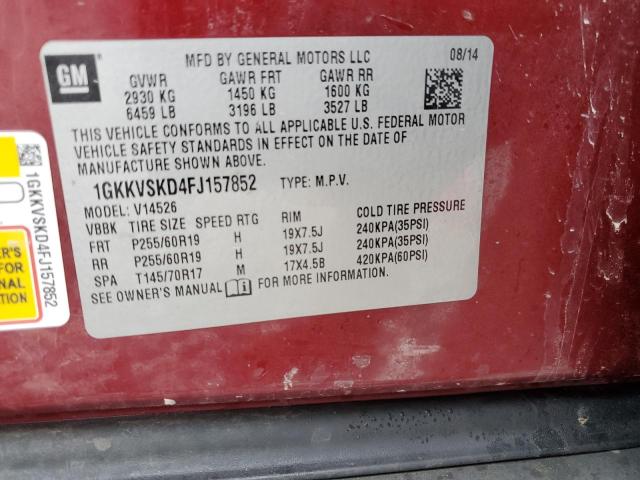 GM
MFD BY GENERAL MOTORS LLC 08/14
GVWR GAWR FRT GAWR RR
2930 KG 1450 KG 1600 KG
6459 LB 3196 LB 3527 LB
THIS VEHICLE CONFORMS TO ALL APPLICABLE U.S. FEDERAL MOTOR
VEHICLE SAFETY STANDARDS IN EFFECT ON THE DATE OF
MANUFACTURE SHOWN ABOVE.
1GKKVSKD4FJ157852 TYPE: M.P.V.
MODEL: V14526
VBBK TIRE SIZE SPEED RTG RIM COLD TIRE PRESSURE
FRT P255/60R19 H 19X7.5J 240KPA(35PSI)
RR P255/60R19 H 19X7.5J 240KPA(35PSI)
SPA T145/70R17 M 17X4.5B 420KPA(60PSI)
SEE OWNER'S MANUAL FOR MORE INFORMATION.
1GKKVSKD4FJ157852
ER'S
FOR
NAL
TION